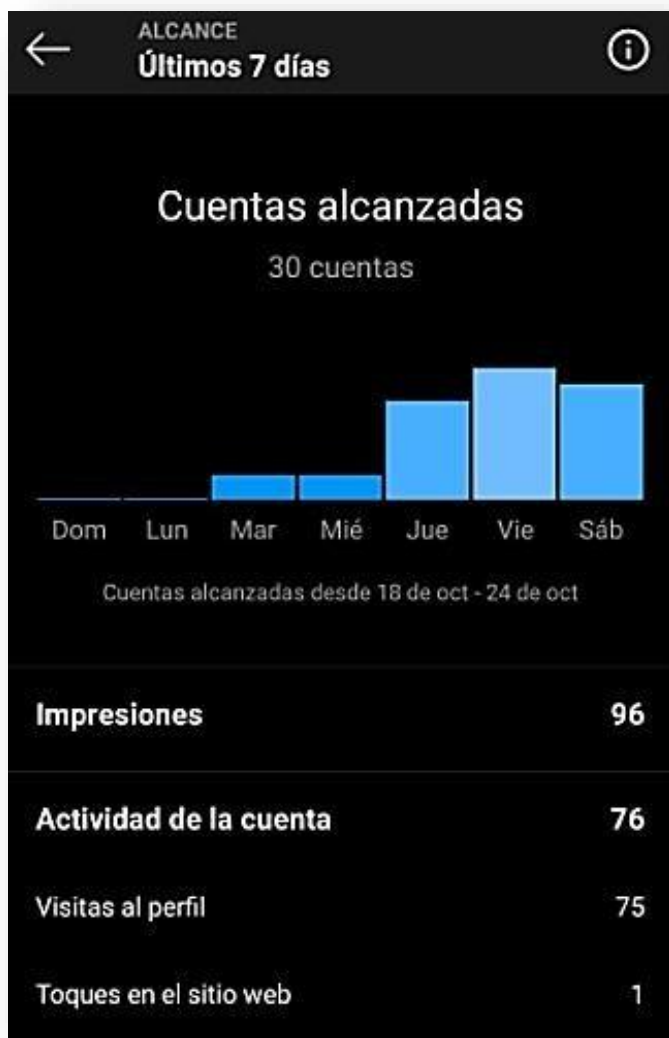 ALCANCE
Últimos 7 días
Cuentas alcanzadas
30 cuentas
Dom Lun Mar Mié Jue Vie Sáb
Cuentas alcanzadas desde 18 de oct - 24 de oct
Impresiones 96
Actividad de la cuenta 76
Visitas al perfil 75
Toques en el sitio web 1